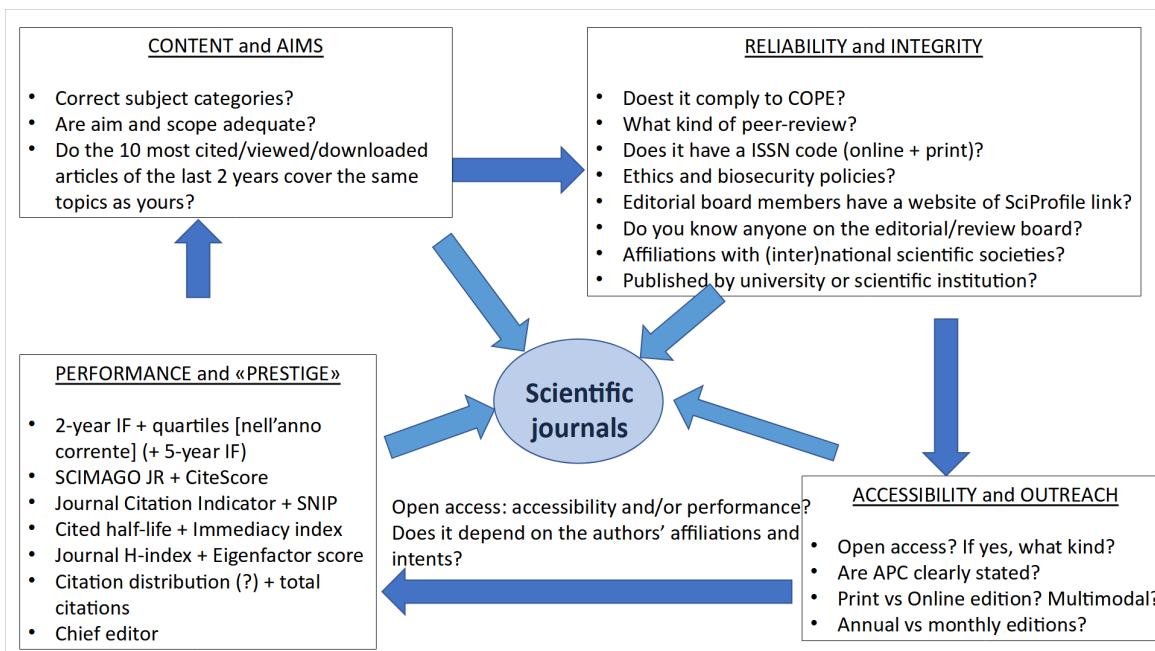 CONTENT and AIMS
• Correct subject categories?
• Are aim and scope adequate?
• Do the 10 most cited/viewed/downloaded
articles of the last 2 years cover the same
topics as yours?
RELIABILITY and INTEGRITY
• Doest it comply to COPE?
• What kind of peer-review?
• Does it have a ISSN code (online + print)?
• Ethics and biosecurity policies?
• Editorial board members have a website of SciProfile link?
• Do you know anyone on the editorial/review board?
• Affiliations with (inter)national scientific societies?
• Published by university or scientific institution?
Scientific
journals
PERFORMANCE and «PRESTIGE»
• 2-year IF + quartiles [nell'anno
corrente] (+ 5-year IF)
• SCIMAGO JR + CiteScore
• Journal Citation Indicator + SNIP
• Cited half-life + Immediacy index
• Journal H-index + Eigenfactor score
• Citation distribution (?) + total
citations
• Chief editor
Open access: accessibility and/or performance?
Does it depend on the authors' affiliations and
intents?
ACCESSIBILITY and OUTREACH
• Open access? If yes, what kind?
• Are APC clearly stated?
• Print vs Online edition? Multimodal?
• Annual vs monthly editions?